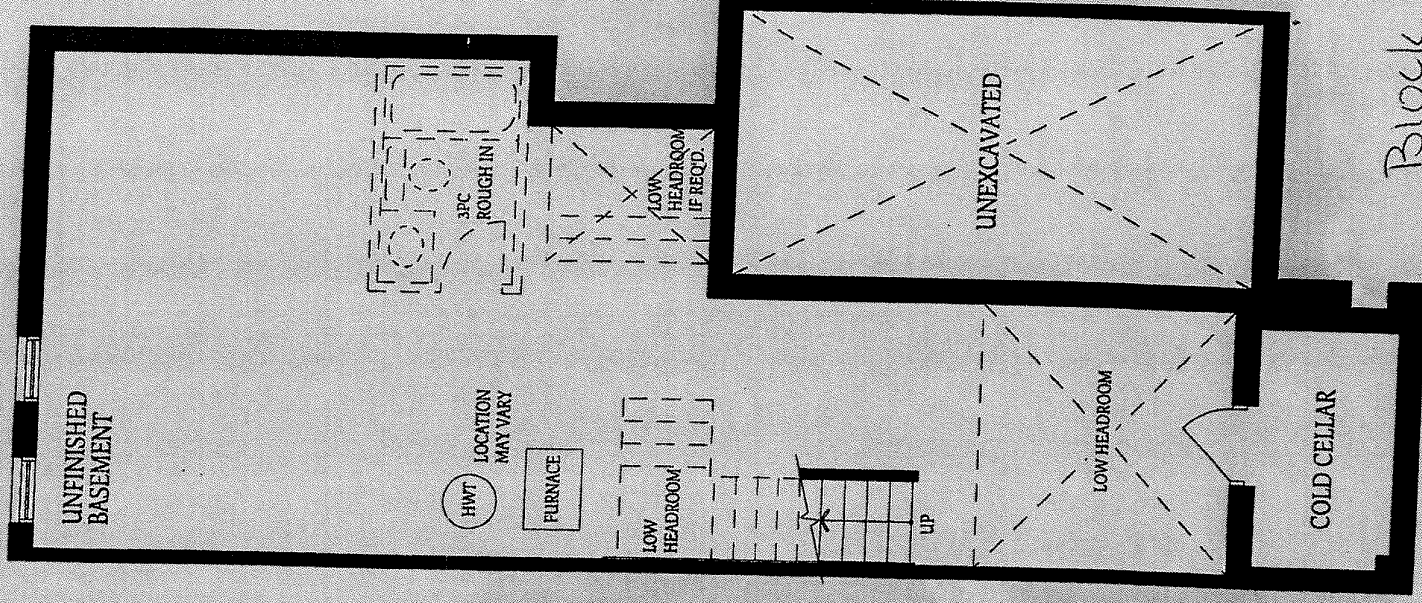 UNFINISHED
BASEMENT
3PC
ROUGH IN
LOW
HEADROOM
IF REQ'D.
UNEXCAVATED
Block
HWT
LOCATION
MAY VARY
FURNACE
LOW
HEADROOM
UP
LOW HEADROOM
COLD CELLAR